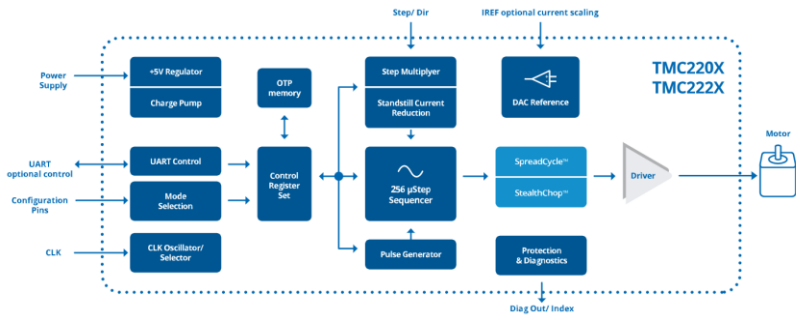 Step/ Dir
IREF optional current scaling
TMC220X
TMC222X
Power
Supply
+5V Regulator
Charge Pump
OTP
memory
Step Multiplyer
Standstill Current
Reduction
DAC Reference
Motor
UART
optional control
UART Control
Control
Register
Set
256 µStep
Sequencer
SpreadCycle™
StealthChop™
Driver
Configuration
Pins
Mode
Selection
CLK
CLK Oscillator/
Selector
Pulse Generator
Protection
& Diagnostics
Diag Out/ Index